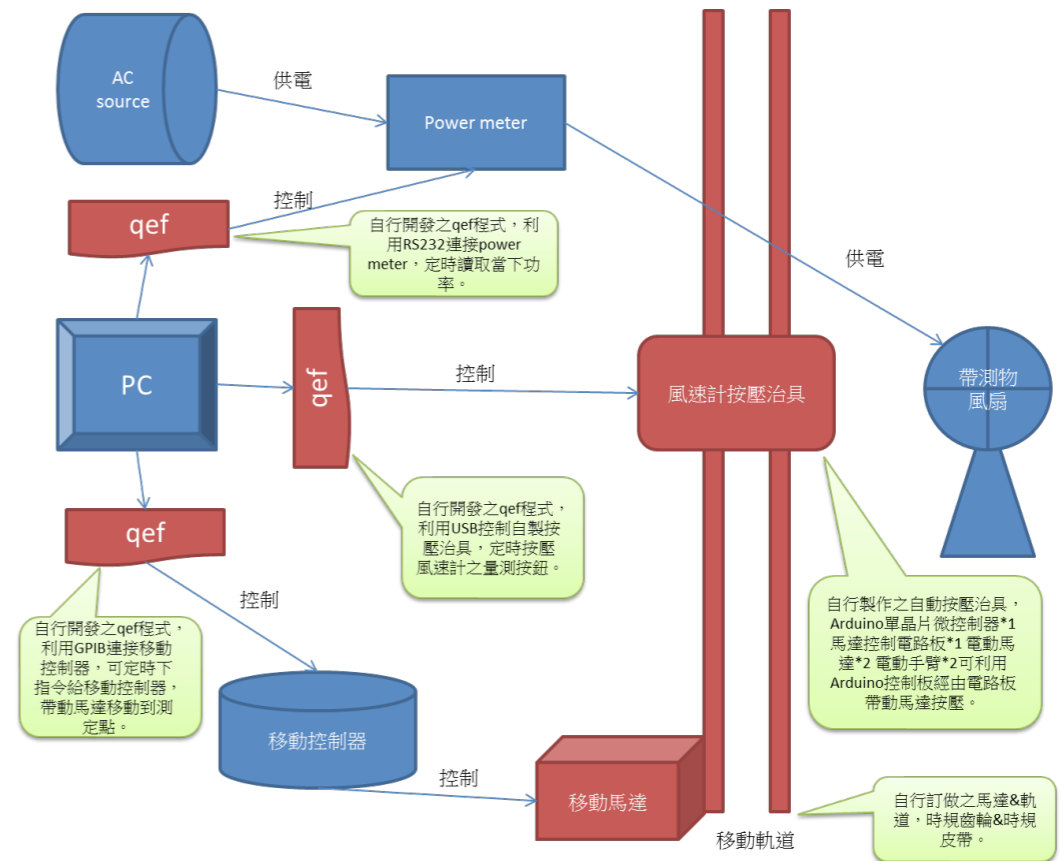 AC
source
供電
Power meter
控制
qef
自行開發之qef程式，利
用RS232連接power
meter，定時讀取當下功
率。
供電
PC
qef
控制
風速計按壓治具
帶測物
風扇
自行開發之qef程式，
利用USB控制自製按
壓治具，定時按壓
風速計之量測按鈕。
qef
控制
自行開發之qef程式，
利用GPIB連接移動
控制器，可定時下
指令給移動控制器，
帶動馬達移動到測
定點。
自行製作之自動按壓治具，
Arduino單晶片微控制器*1
馬達控制電路板*1 電動馬
達*2 電動手臂*2可利用
Arduino控制板經由電路板
帶動馬達按壓。
移動控制器
控制
移動馬達
移動軌道
自行訂做之馬達&軌
道，時規齒輪&時規
皮帶。